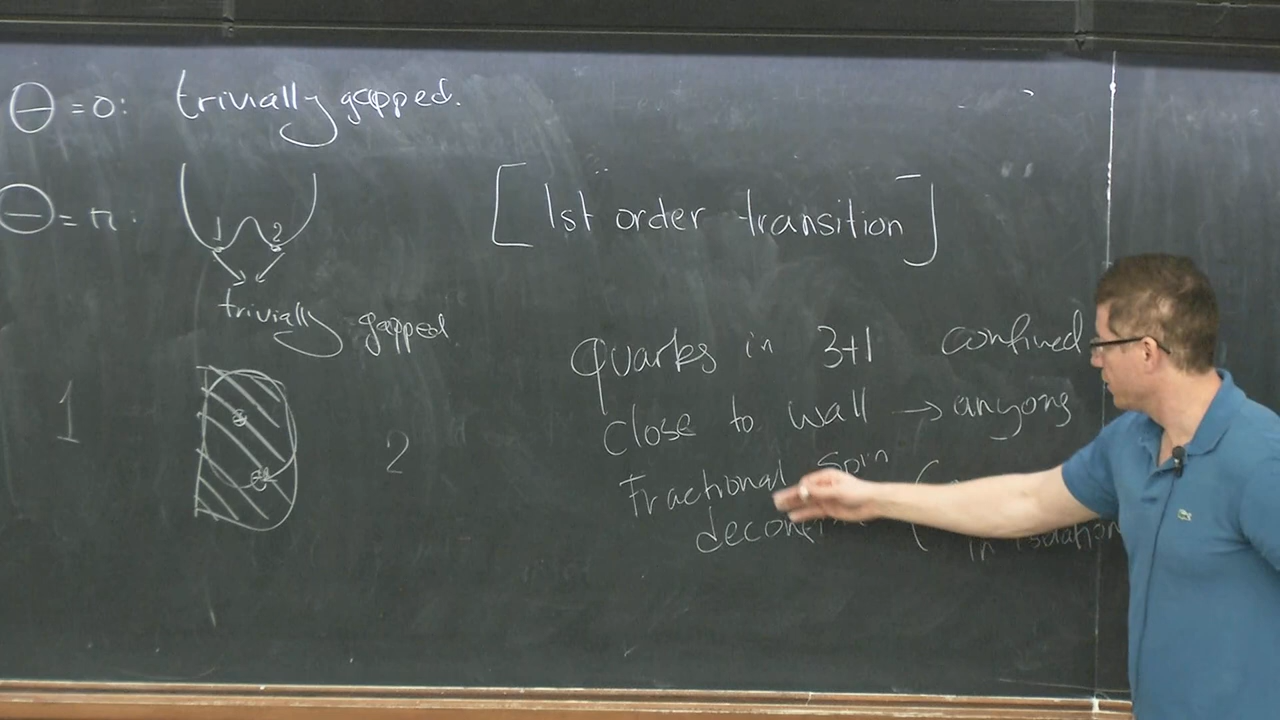 Θ=0: trivially gapped.
Θ=π:
1 2
[1st order transition]
trivially gapped
1
2
quarks in 3+1 confined
close to wall → anyons
Fractional spin
in isolation